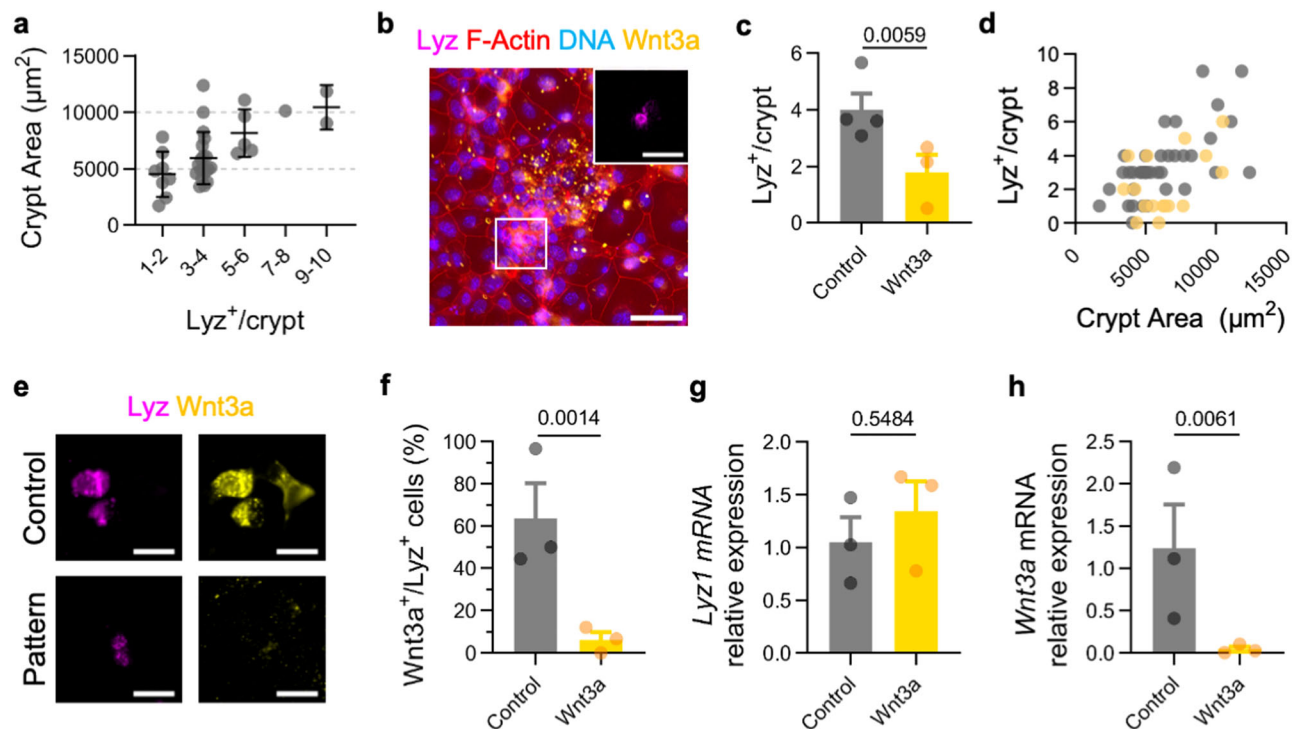 a
Crypt Area (µm²)
15000
10000
5000
0
1-2
3-4
5-6
7-8
9-10
Lyz⁺/crypt
b
Lyz F-Actin DNA Wnt3a
c
0.0059
Lyz⁺/crypt
6
4
2
0
Control
Wnt3a
d
Lyz⁺/crypt
10
8
6
4
2
0
0
5000
10000
15000
Crypt Area (µm²)
e
Lyz Wnt3a
Control
Pattern
f
0.0014
Wnt3a⁺/Lyz⁺ cells (%)
100
80
60
40
20
0
Control
Wnt3a
g
0.5484
Lyz1 mRNA
relative expression
2.0
1.5
1.0
0.5
0.0
Control
Wnt3a
h
0.0061
Wnt3a mRNA
relative expression
2.5
2.0
1.5
1.0
0.5
0.0
Control
Wnt3a